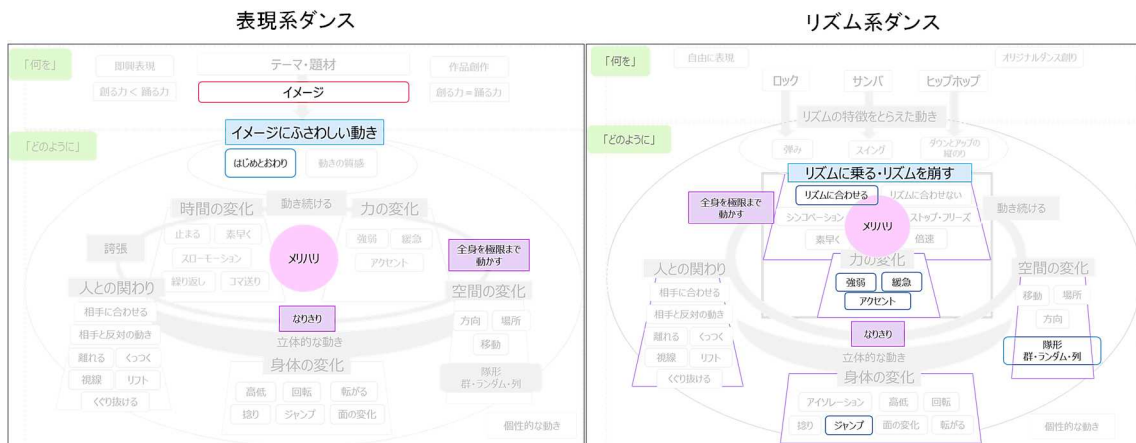 表現系ダンス
「何を」
即興表現
創る力＜踊る力
テーマ・題材
イメージ
作品創作
創る力＝踊る力
「どのように」
イメージにふさわしい動き
はじめとおわり
動きの質感
動き続ける
時間の変化
止まる
素早く
スローモーション
繰り返し
コマ送り
力の変化
強弱
緩急
アクセント
誇張
メリハリ
全身を極限まで
動かす
人との関わり
相手に合わせる
相手と反対の動き
離れる
くっつく
視線
リフト
くぐり抜ける
なりきり
立体的な動き
身体の変化
高低
回転
転がる
捻り
ジャンプ
面の変化
空間の変化
方向
場所
移動
隊形
群・ランダム・列
個性的な動き
リズム系ダンス
「何を」
自由に表現
オリジナルダンス創り
ロック
サンバ
ヒップホップ
リズムの特徴をとらえた動き
「どのように」
弾み
スイング
ダウンとアップの
縦のり
リズムに乗る・リズムを崩す
リズムに合わせる
リズムに合わせない
シンコペーション
ストップ・フリーズ
素早く
倍速
メリハリ
全身を極限まで
動かす
動き続ける
力の変化
強弱
緩急
アクセント
人との関わり
相手に合わせる
相手と反対の動き
離れる
くっつく
視線
リフト
くぐり抜ける
なりきり
立体的な動き
身体の変化
アイソレーション
高低
回転
捻り
ジャンプ
面の変化
転がる
空間の変化
移動
場所
方向
隊形
群・ランダム・列
個性的な動き